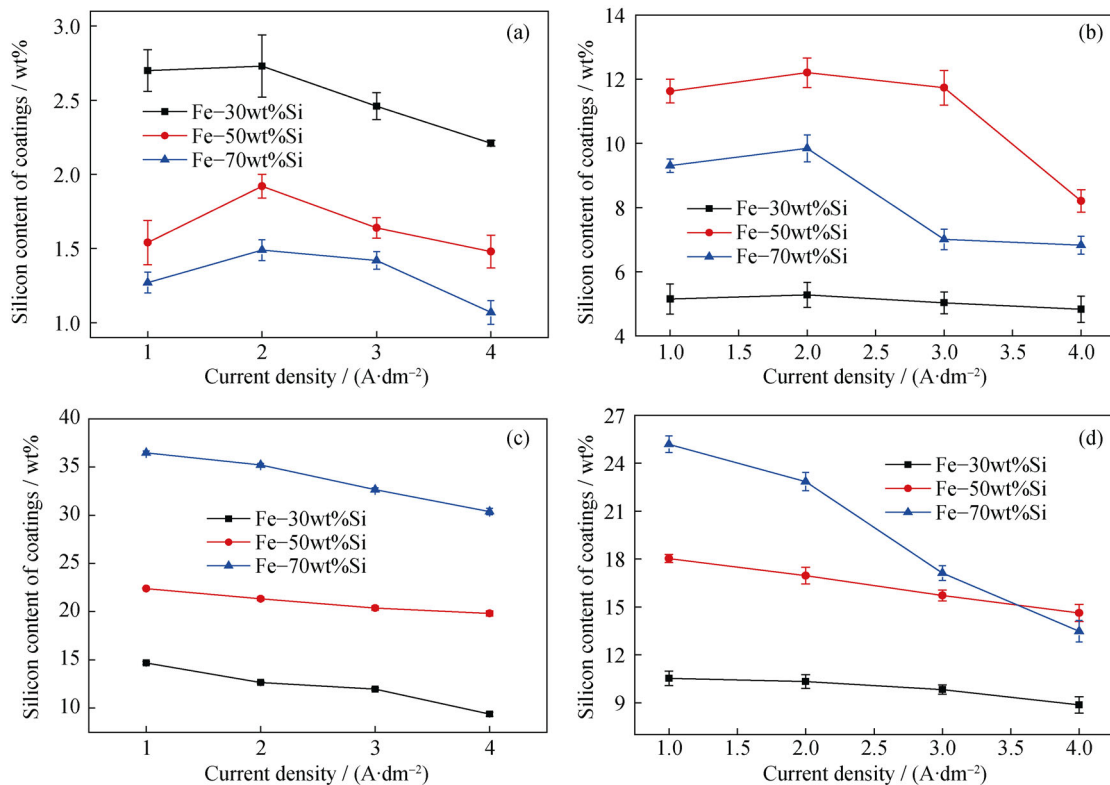 (a)
Silicon content of coatings / wt%
3.0
2.5
2.0
1.5
1.0
Fe−30wt%Si
Fe−50wt%Si
Fe−70wt%Si
1 2 3 4
Current density / (A·dm⁻²)
(b)
Silicon content of coatings / wt%
14
12
10
8
6
4
Fe−30wt%Si
Fe−50wt%Si
Fe−70wt%Si
1.0 1.5 2.0 2.5 3.0 3.5 4.0
Current density / (A·dm⁻²)
(c)
Silicon content of coatings / wt%
40
35
30
25
20
15
10
Fe−30wt%Si
Fe−50wt%Si
Fe−70wt%Si
1 2 3 4
Current density / (A·dm⁻²)
(d)
Silicon content of coatings / wt%
27
24
21
18
15
12
9
Fe−30wt%Si
Fe−50wt%Si
Fe−70wt%Si
1.0 1.5 2.0 2.5 3.0 3.5 4.0
Current density / (A·dm⁻²)